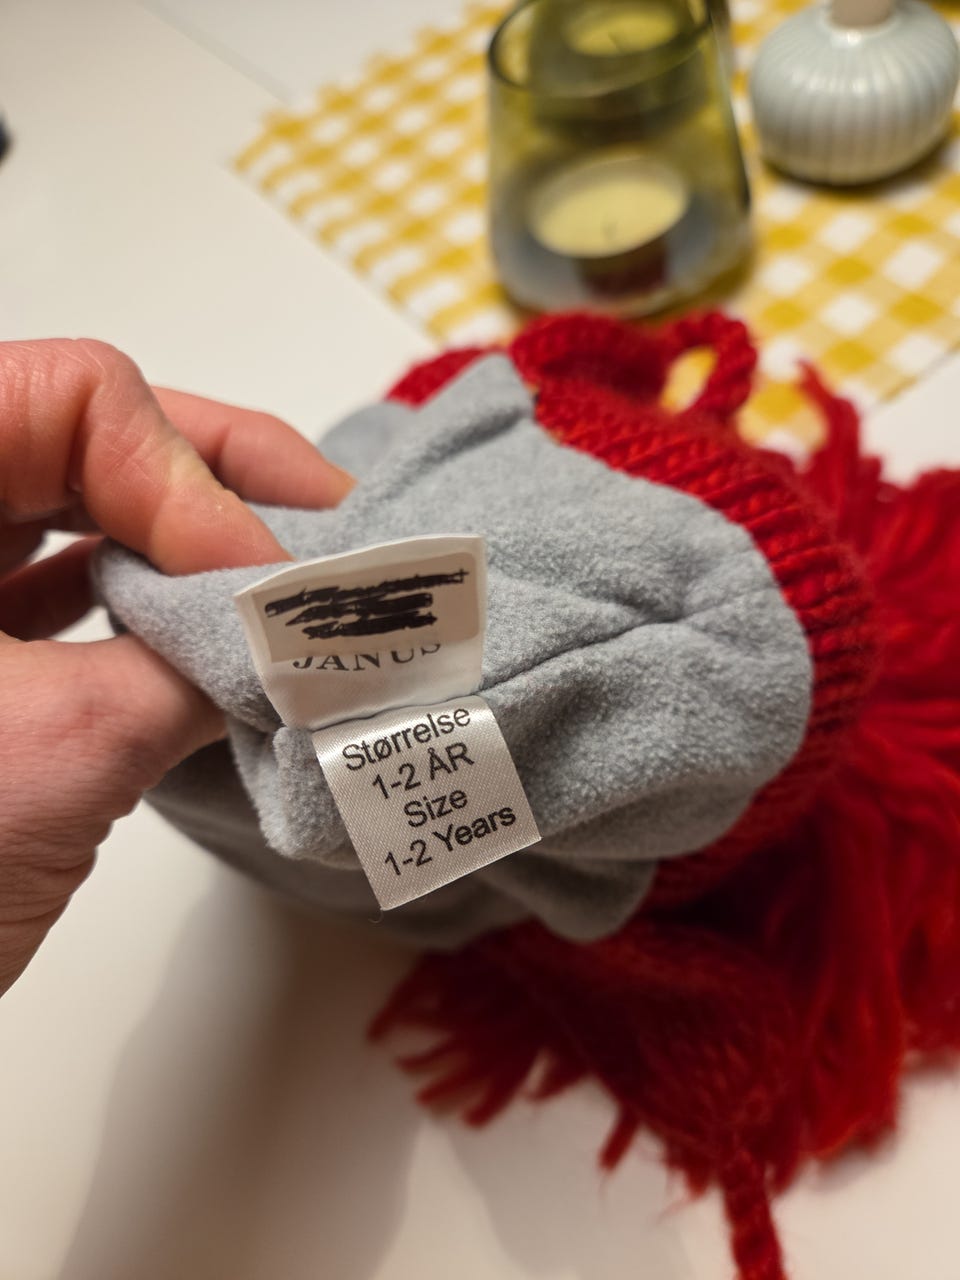 JANUS
Størrelse
1-2 ÅR
Size
1-2 Years